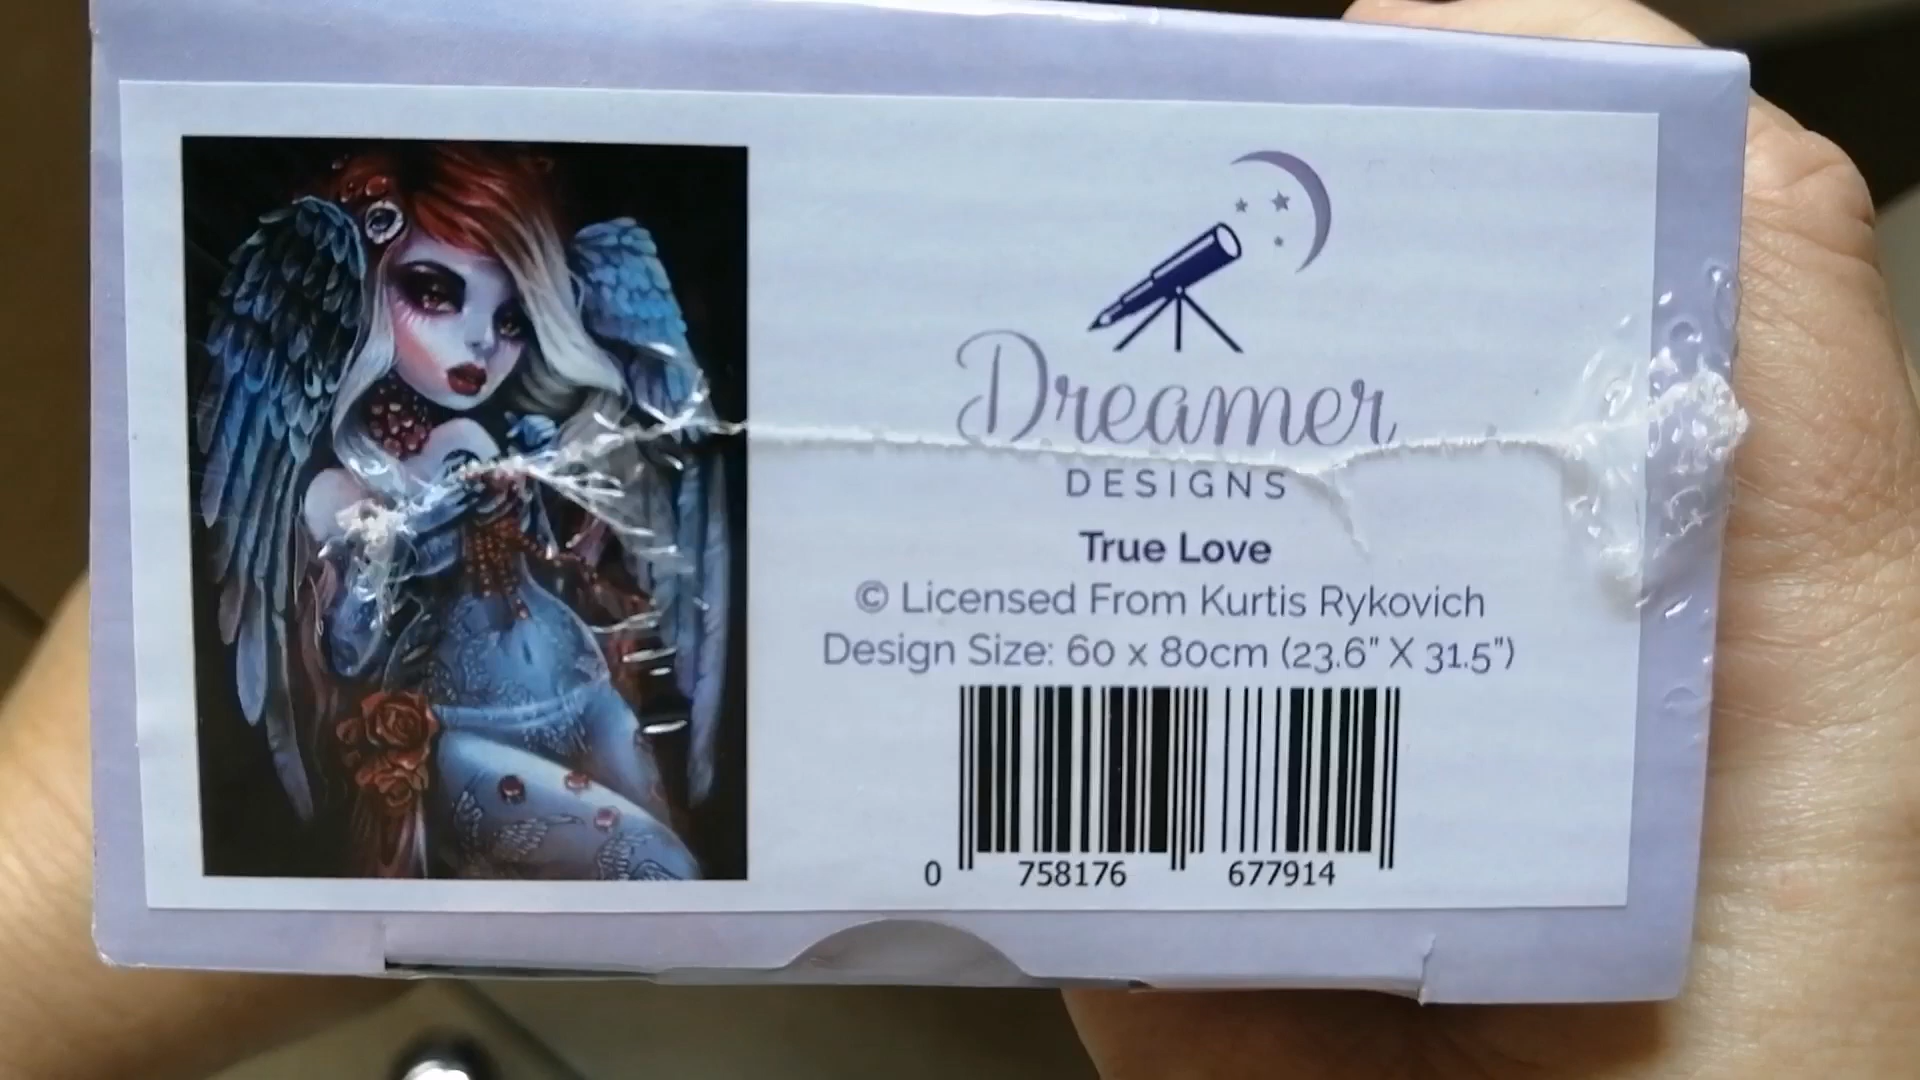 Dreamer
DESIGNS
True Love
© Licensed From Kurtis Rykovich
Design Size: 60 x 80cm (23.6" X 31.5")
0 758176 677914